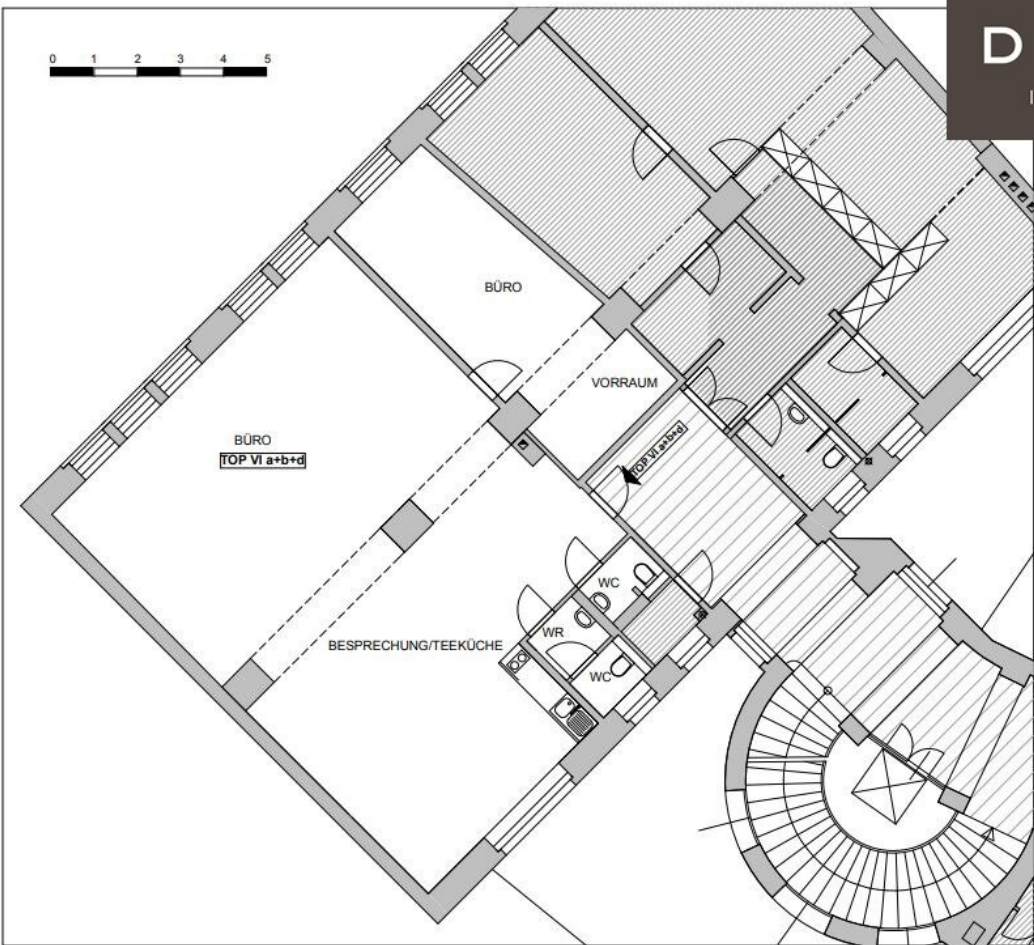 0 1 2 3 4 5
D
BÜRO
VORRAUM
BÜRO
TOP VI a+b+d
TOP VI a+b+d
WC
WR
BESPRECHUNG/TEEKÜCHE
WC